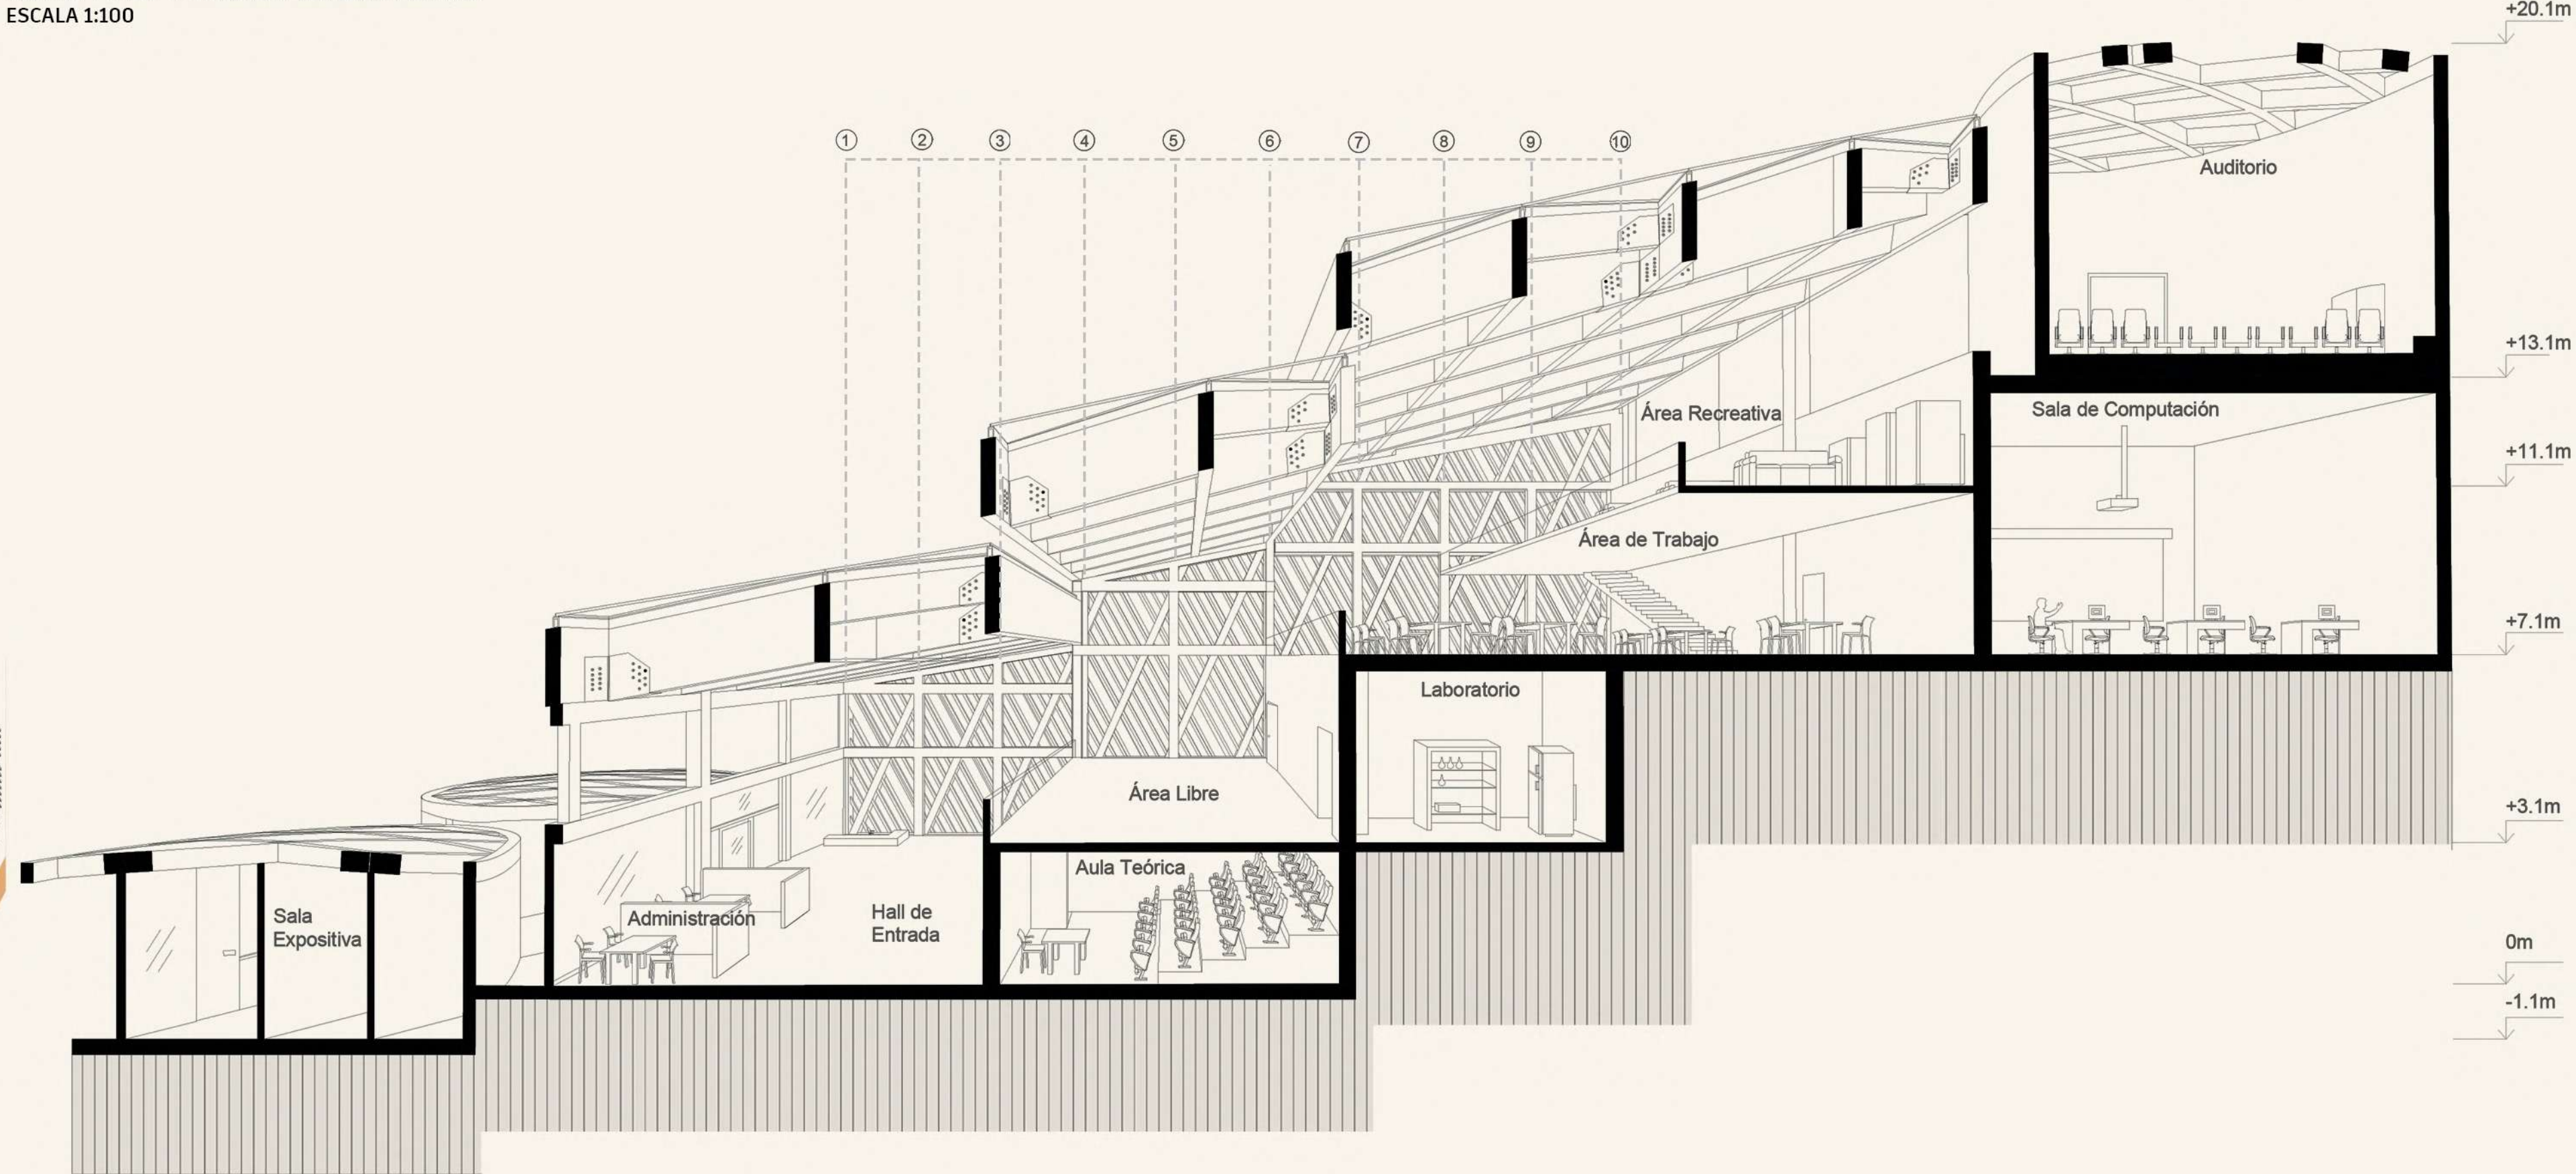 ESCALA 1:100
+20.1m
1 2 3 4 5 6 7 8 9 10
Auditorio
+13.1m
Área Recreativa
Sala de Computación
+11.1m
Área de Trabajo
+7.1m
Laboratorio
Área Libre
+3.1m
Aula Teórica
Sala
Expositiva
Administración
Hall de
Entrada
0m
-1.1m